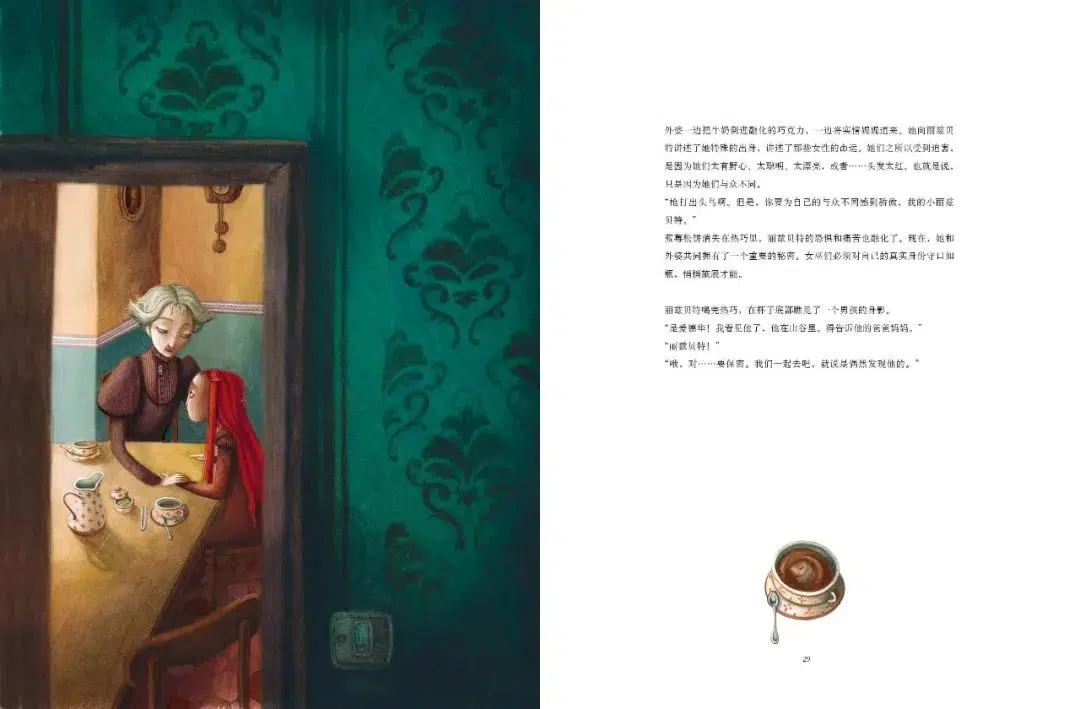 外婆一边把牛奶倒进融化的巧克力，一边将实情娓娓道来。她向丽兹贝
特讲述了她特殊的出身，讲述了那些女性的命运。她们之所以受到迫害，
是因为她们太有野心、太聪明、太漂亮，或者……头发太红。也就是说，
只是因为她们与众不同。
“枪打出头鸟啊。但是，你要为自己的与众不同感到骄傲，我的小丽兹
贝特。”
蓝莓松饼消失在热巧里，丽兹贝特的恐惧和痛苦也融化了。现在，她和
外婆共同拥有了一个重要的秘密。女巫们必须对自己的真实身份守口如
瓶，悄悄施展才能。
丽兹贝特喝完热巧，在杯子底部瞧见了一个男孩的身影。
“是爱德华！我看见他了，他在山谷里。得告诉他的爸爸妈妈。”
“丽兹贝特！”
“哦，对……要保密。我们一起去吧，就说是偶然发现他的。”
29